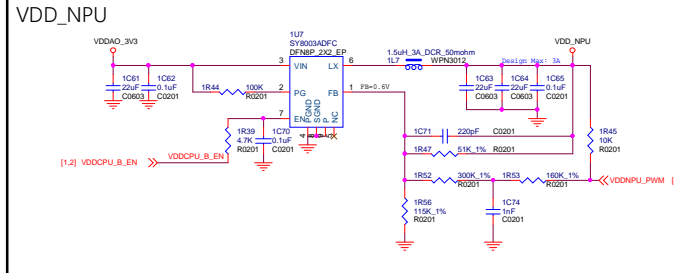 VDD_NPU
VDDAO_3V3
1U7
SY8003ADFC
DFN8P_2X2_EP
1.5uH_3A_DCR_50mohm
1L7 WPN3012
VDD_NPU
Design Max: 3A
3 VIN LX 6
2 PG FB 1 FB=0.6V
7 EN
PGND
SGND
P
NC
4
1C61
22uF
C0603
1C62
0.1uF
C0201
1R44 100K
R0201
1C63
22uF
C0603
1C64
22uF
C0603
1C65
0.1uF
C0201
1R39
4.7K
R0201
1C70
0.1uF
C0201
[1,2] VDDCPU_B_EN
VDDCPU_B_EN
1C71 220pF C0201
1R47 51K_1% R0201
1R45
10K
R0201
1R52 300K_1%
R0201
1R53 160K_1%
R0201
VDDNPU_PWM [
1R56
115K_1%
R0201
1C74
1nF
C0201